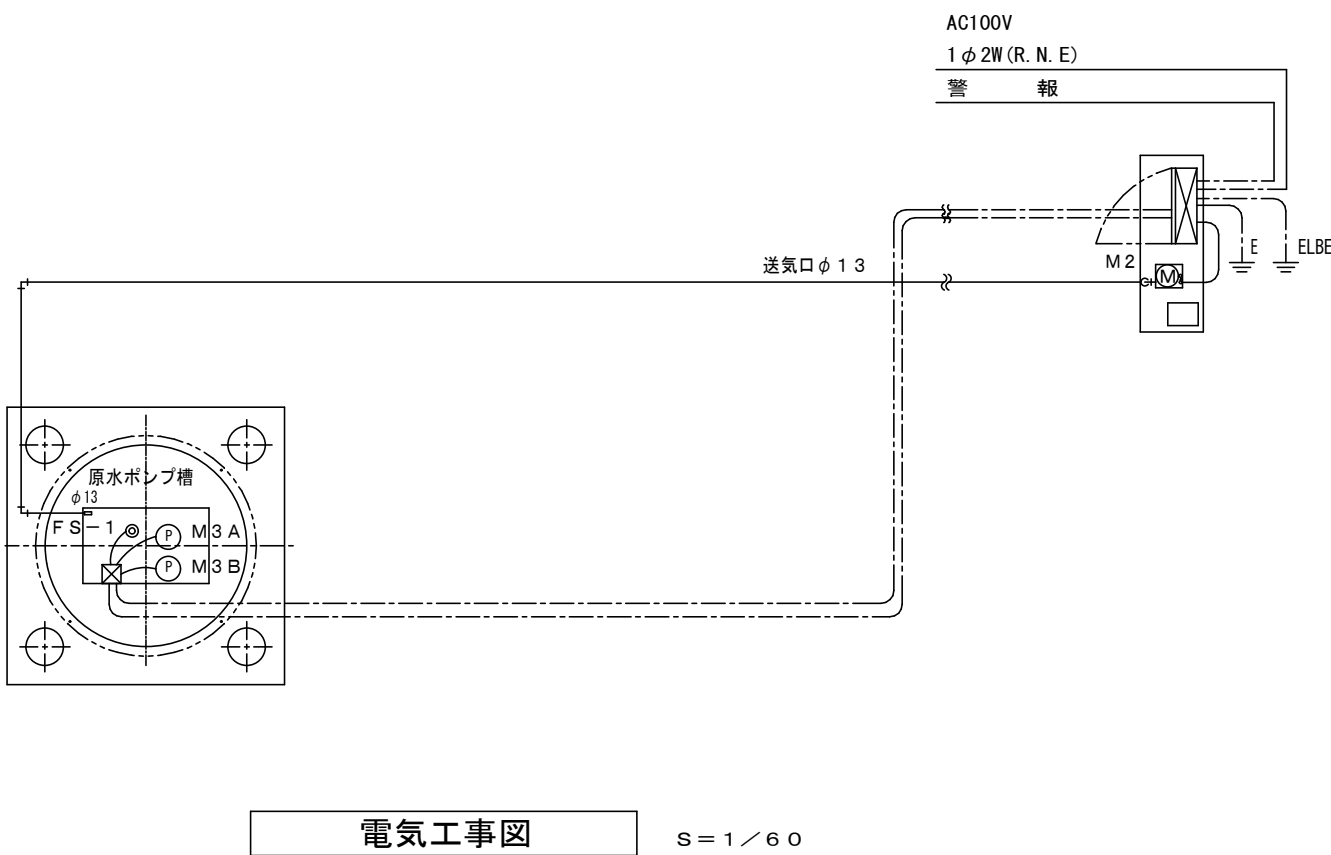 AC100V
1φ2W(R.N.E)
警 報
E
ELBE
M2
送気口φ13
M
原水ポンプ槽
φ13
FS-1
P
M3A
P
M3B
電気工事図
S=1/60